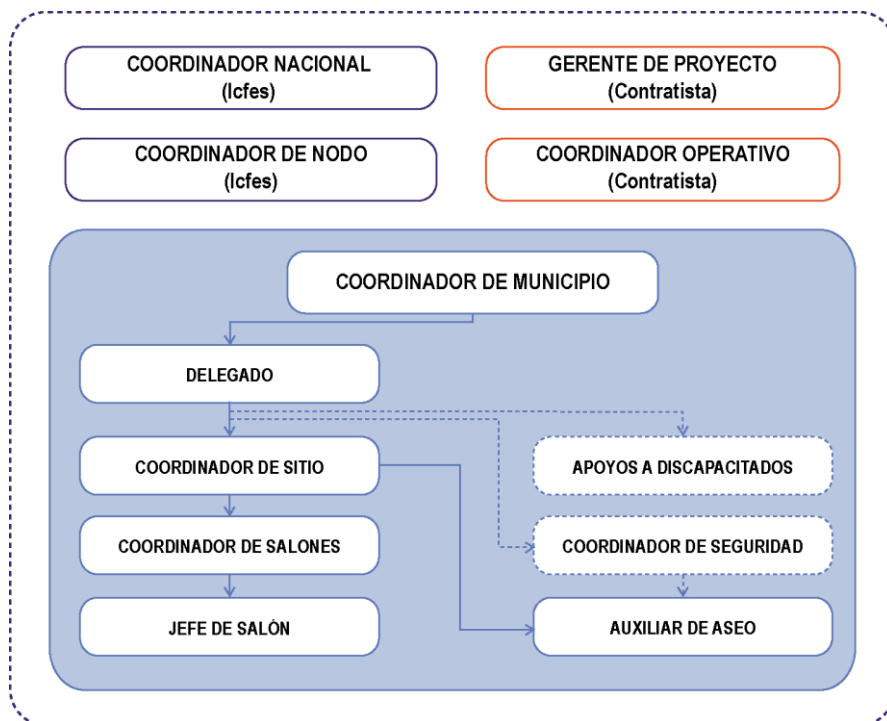 COORDINADOR NACIONAL
(Icfes)
GERENTE DE PROYECTO
(Contratista)
COORDINADOR DE NODO
(Icfes)
COORDINADOR OPERATIVO
(Contratista)
COORDINADOR DE MUNICIPIO
DELEGADO
COORDINADOR DE SITIO
APOYOS A DISCAPACITADOS
COORDINADOR DE SALONES
COORDINADOR DE SEGURIDAD
JEFE DE SALÓN
AUXILIAR DE ASEO